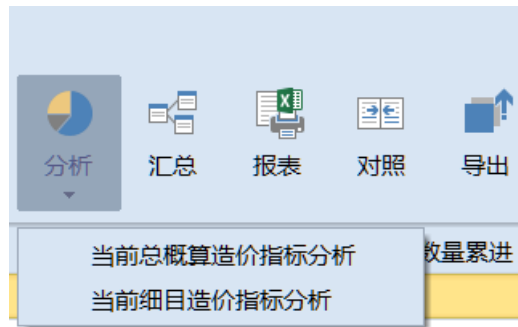 分析 汇总 报表 对照 导出
当前总概算造价指标分析
数量累进
当前细目造价指标分析